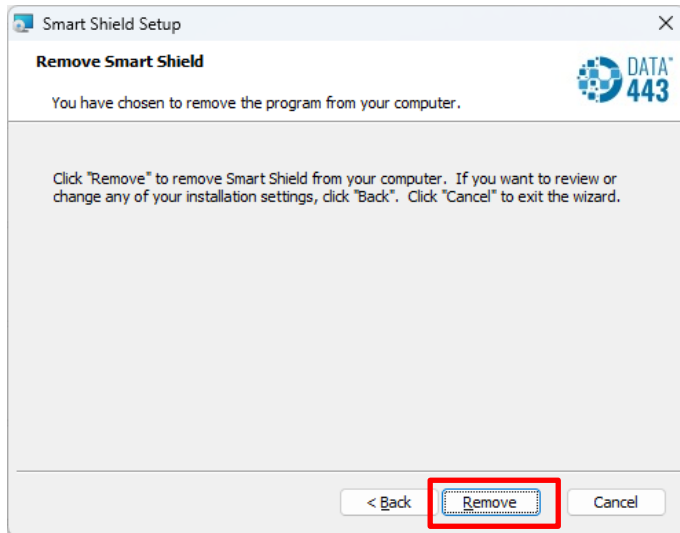 Smart Shield Setup
Remove Smart Shield
You have chosen to remove the program from your computer.
DATA™
443
Click "Remove" to remove Smart Shield from your computer.  If you want to review or
change any of your installation settings, click "Back".  Click "Cancel" to exit the wizard.
< Back
Remove
Cancel